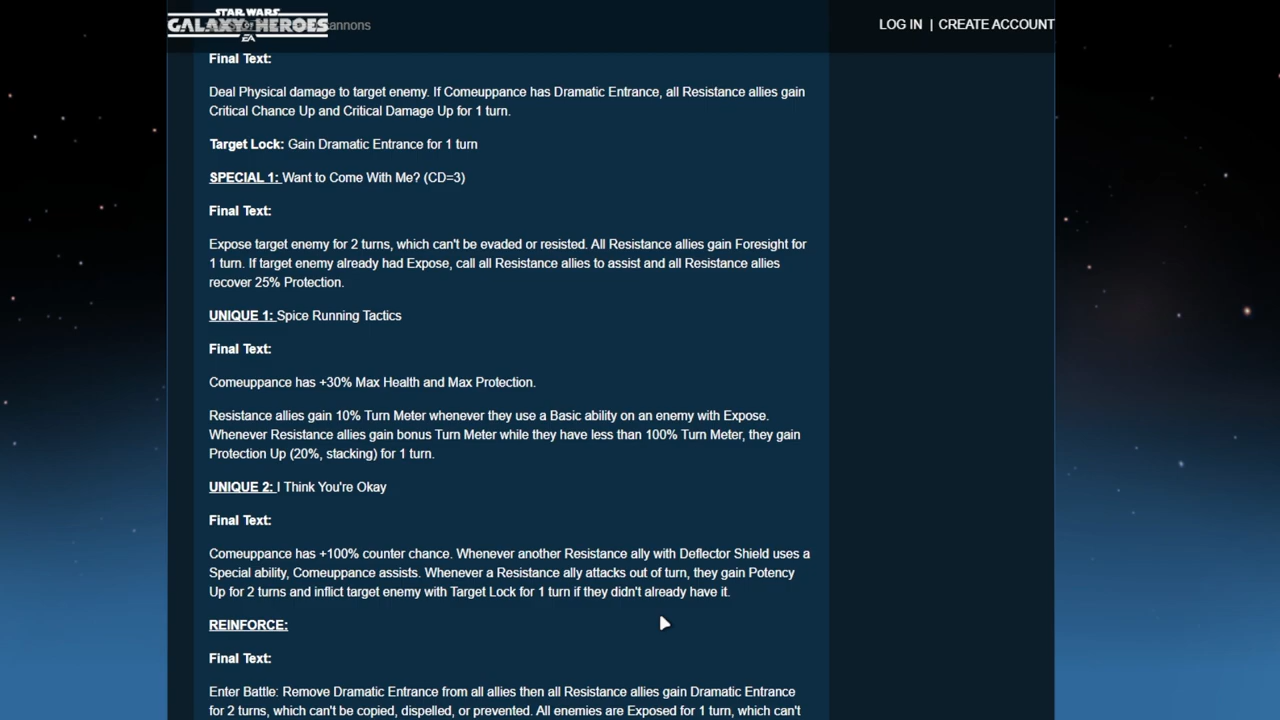 STAR WARS
GALAXY OF HEROES
EA
annons
LOG IN | CREATE ACCOUNT
Final Text:
Deal Physical damage to target enemy. If Comeuppance has Dramatic Entrance, all Resistance allies gain
Critical Chance Up and Critical Damage Up for 1 turn.
Target Lock: Gain Dramatic Entrance for 1 turn
SPECIAL 1: Want to Come With Me? (CD=3)
Final Text:
Expose target enemy for 2 turns, which can't be evaded or resisted. All Resistance allies gain Foresight for
1 turn. If target enemy already had Expose, call all Resistance allies to assist and all Resistance allies
recover 25% Protection.
UNIQUE 1: Spice Running Tactics
Final Text:
Comeuppance has +30% Max Health and Max Protection.
Resistance allies gain 10% Turn Meter whenever they use a Basic ability on an enemy with Expose.
Whenever Resistance allies gain bonus Turn Meter while they have less than 100% Turn Meter, they gain
Protection Up (20%, stacking) for 1 turn.
UNIQUE 2: I Think You're Okay
Final Text:
Comeuppance has +100% counter chance. Whenever another Resistance ally with Deflector Shield uses a
Special ability, Comeuppance assists. Whenever a Resistance ally attacks out of turn, they gain Potency
Up for 2 turns and inflict target enemy with Target Lock for 1 turn if they didn't already have it.
REINFORCE:
Final Text:
Enter Battle: Remove Dramatic Entrance from all allies then all Resistance allies gain Dramatic Entrance
for 2 turns, which can't be copied, dispelled, or prevented. All enemies are Exposed for 1 turn, which can't